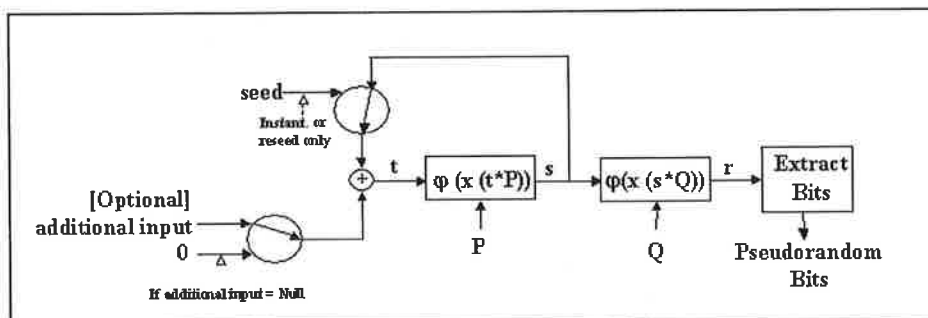 seed
Instant. or
reseed only
[Optional]
additional input
0
If additional input = Null
+
t
φ (x (t*P))
s
P
φ(x (s*Q))
r
Q
Extract
Bits
Pseudorandom
Bits